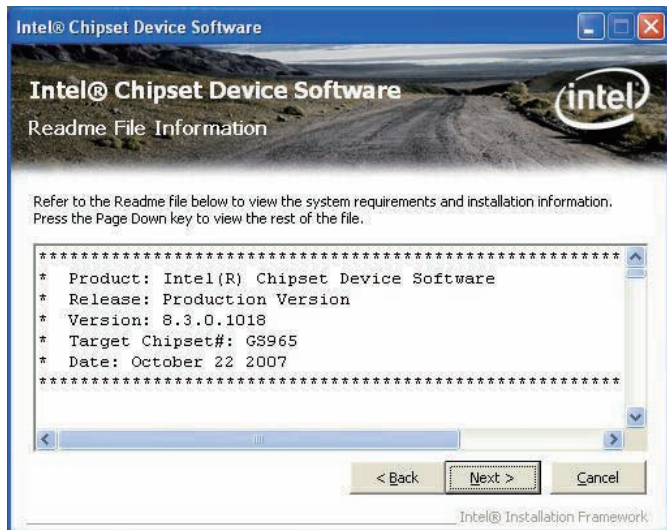 Intel® Chipset Device Software
Intel® Chipset Device Software
intel
Readme File Information
Refer to the Readme file below to view the system requirements and installation information.
Press the Page Down key to view the rest of the file.
********************************************************
* Product: Intel(R) Chipset Device Software
* Release: Production Version
* Version: 8.3.0.1018
* Target Chipset#: GS965
* Date: October 22 2007
********************************************************
< Back Next > Cancel
Intel® Installation Framework